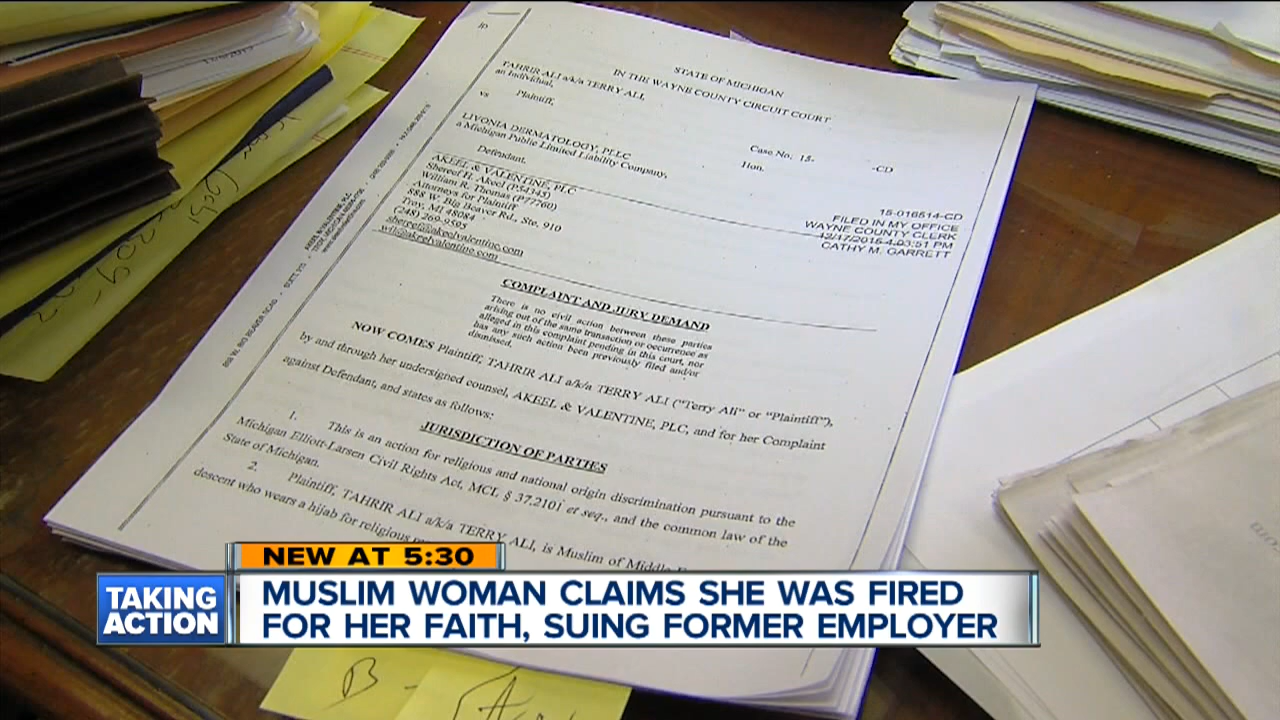 STATE OF MICHIGAN
IN THE WAYNE COUNTY CIRCUIT COURT
TAHRIR ALI a/k/a TERRY ALI,
an Individual,
Plaintiff,
vs
LIVONIA DERMATOLOGY, PLLC
a Michigan Public Limited Liability Company,
Defendant.
Case No. 15- -CD
Hon.
AKEEL & VALENTINE, PLC
Shereef H. Akeel (P54345)
William R. Thomas (P77760)
Attorneys for Plaintiff
888 W. Big Beaver Rd., Ste. 910
Troy, MI 48084
(248) 269-9595
shereef@akeelvalentine.com
wil@akeelvalentine.com
15-016514-CD
FILED IN MY OFFICE
WAYNE COUNTY CLERK
12/17/2015 4:03:51 PM
CATHY M. GARRETT
COMPLAINT AND JURY DEMAND
There is no civil action between these parties
arising out of the same transaction or occurrence as
alleged in this complaint pending in this court, nor
has any such action been previously filed and/or
dismissed.
NOW COMES Plaintiff, TAHRIR ALI a/k/a TERRY ALI ("Terry Ali" or "Plaintiff"),
by and through her undersigned counsel, AKEEL & VALENTINE, PLC, and for her Complaint
against Defendant, and states as follows:
JURISDICTION OF PARTIES
1. This is an action for religious and national origin discrimination pursuant to the
Michigan Elliott-Larsen Civil Rights Act, MCL § 37.2101 et seq., and the common law of the
State of Michigan.
2. Plaintiff, TAHRIR ALI a/k/a TERRY ALI, is Muslim of Middle
descent who wears a hijab for religious
NEW AT 5:30
TAKING
ACTION
MUSLIM WOMAN CLAIMS SHE WAS FIRED
FOR HER FAITH, SUING FORMER EMPLOYER
B -